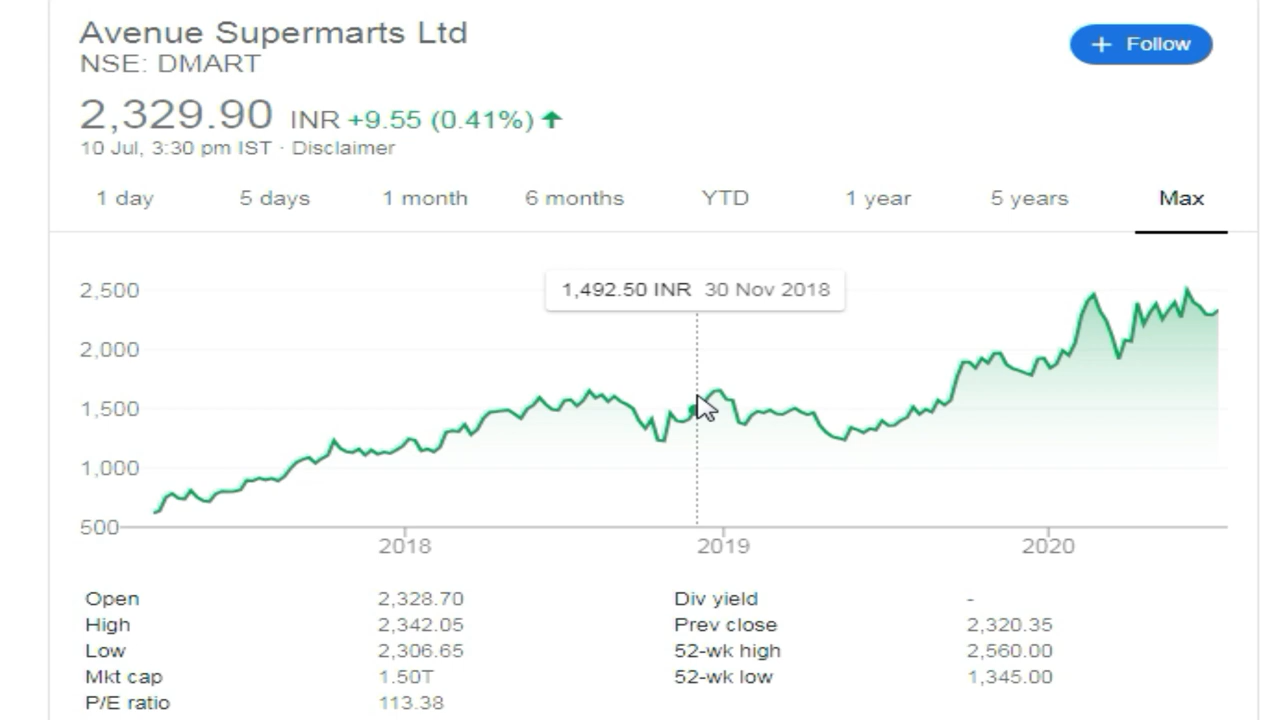 Avenue Supermarts Ltd
NSE: DMART
+ Follow
2,329.90 INR +9.55 (0.41%) ↑
10 Jul, 3:30 pm IST · Disclaimer
1 day 5 days 1 month 6 months YTD 1 year 5 years Max
1,492.50 INR 30 Nov 2018
2,500
2,000
1,500
1,000
500
2018 2019 2020
Open 2,328.70 Div yield -
High 2,342.05 Prev close 2,320.35
Low 2,306.65 52-wk high 2,560.00
Mkt cap 1.50T 52-wk low 1,345.00
P/E ratio 113.38